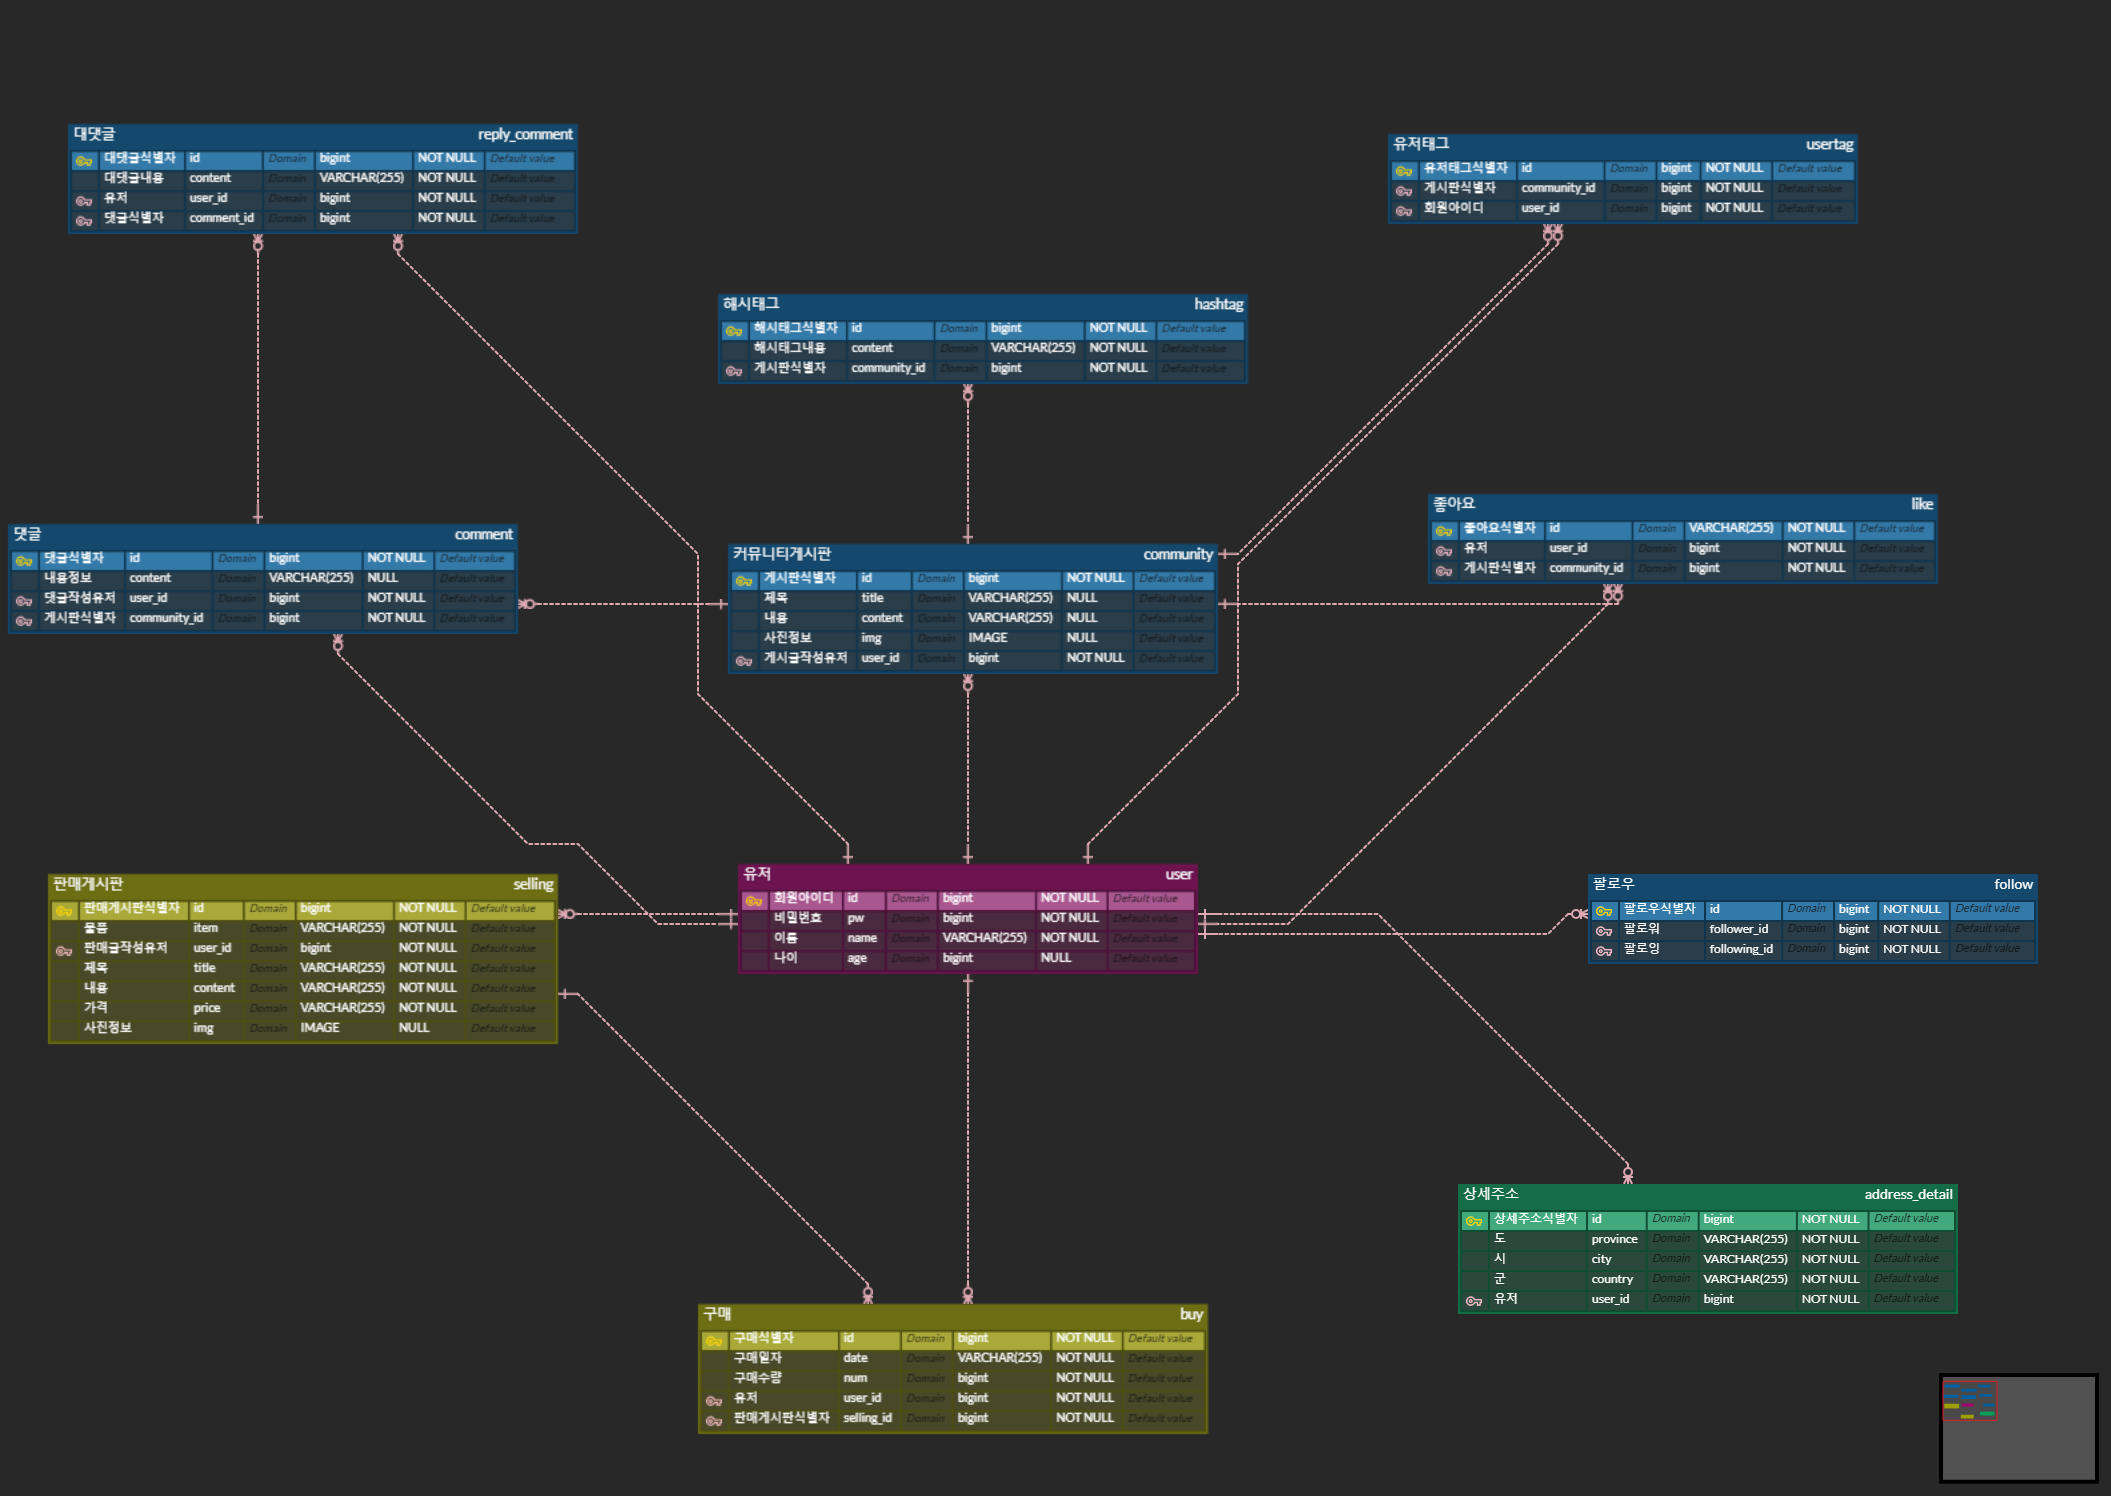 대댓글 reply_comment
대댓글식별자 id Domain bigint NOT NULL Default value
대댓글내용 content Domain VARCHAR(255) NOT NULL Default value
유저 user_id Domain bigint NOT NULL Default value
댓글식별자 comment_id Domain bigint NOT NULL Default value
유저태그 usertag
유저태그식별자 id Domain bigint NOT NULL Default value
게시판식별자 community_id Domain bigint NOT NULL Default value
회원아이디 user_id Domain bigint NOT NULL Default value
해시태그 hashtag
해시태그식별자 id Domain bigint NOT NULL Default value
해시태그내용 content Domain VARCHAR(255) NOT NULL Default value
게시판식별자 community_id Domain bigint NOT NULL Default value
댓글 comment
댓글식별자 id Domain bigint NOT NULL Default value
내용정보 content Domain VARCHAR(255) NULL Default value
댓글작성유저 user_id Domain bigint NOT NULL Default value
게시판식별자 community_id Domain bigint NOT NULL Default value
커뮤니티게시판 community
게시판식별자 id Domain bigint NOT NULL Default value
제목 title Domain VARCHAR(255) NULL Default value
내용 content Domain VARCHAR(255) NULL Default value
사진정보 img Domain IMAGE NULL Default value
게시글작성유저 user_id Domain bigint NOT NULL Default value
좋아요 like
좋아요식별자 id Domain VARCHAR(255) NOT NULL Default value
유저 user_id Domain bigint NOT NULL Default value
게시판식별자 community_id Domain bigint NOT NULL Default value
판매게시판 selling
판매게시판식별자 id Domain bigint NOT NULL Default value
물품 item Domain VARCHAR(255) NOT NULL Default value
판매글작성유저 user_id Domain bigint NOT NULL Default value
제목 title Domain VARCHAR(255) NOT NULL Default value
내용 content Domain VARCHAR(255) NOT NULL Default value
가격 price Domain VARCHAR(255) NOT NULL Default value
사진정보 img Domain IMAGE NULL Default value
유저 user
회원아이디 id Domain bigint NOT NULL Default value
비밀번호 pw Domain bigint NOT NULL Default value
이름 name Domain VARCHAR(255) NOT NULL Default value
나이 age Domain bigint NULL Default value
팔로우 follow
팔로우식별자 id Domain bigint NOT NULL Default value
팔로워 follower_id Domain bigint NOT NULL Default value
팔로잉 following_id Domain bigint NOT NULL Default value
상세주소 address_detail
상세주소식별자 id Domain bigint NOT NULL Default value
도 province Domain VARCHAR(255) NOT NULL Default value
시 city Domain VARCHAR(255) NOT NULL Default value
군 country Domain VARCHAR(255) NOT NULL Default value
유저 user_id Domain bigint NOT NULL Default value
구매 buy
구매식별자 id Domain bigint NOT NULL Default value
구매일자 date Domain VARCHAR(255) NOT NULL Default value
구매수량 num Domain bigint NOT NULL Default value
유저 user_id Domain bigint NOT NULL Default value
판매게시판식별자 selling_id Domain bigint NOT NULL Default value